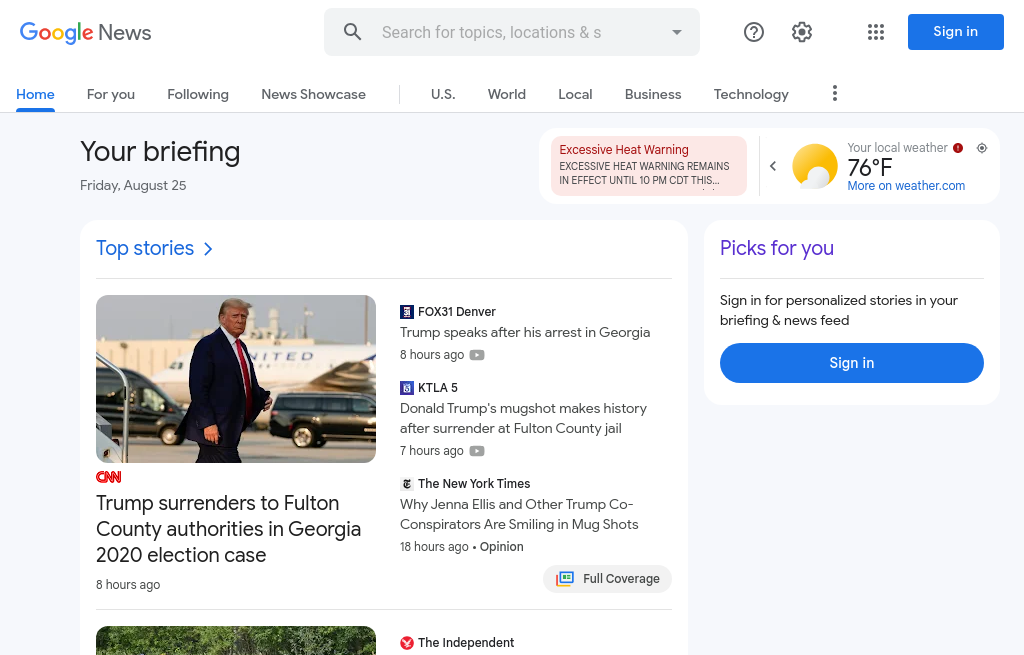 Google News
Search for topics, locations & s
Sign in
Home
For you
Following
News Showcase
U.S.
World
Local
Business
Technology
Your briefing
Friday, August 25
Excessive Heat Warning
EXCESSIVE HEAT WARNING REMAINS
IN EFFECT UNTIL 10 PM CDT THIS...
Your local weather
76°F
More on weather.com
Top stories
UNITED
CNN
Trump surrenders to Fulton
County authorities in Georgia
2020 election case
8 hours ago
FOX31 Denver
Trump speaks after his arrest in Georgia
8 hours ago
KTLA 5
Donald Trump's mugshot makes history
after surrender at Fulton County jail
7 hours ago
The New York Times
Why Jenna Ellis and Other Trump Co-
Conspirators Are Smiling in Mug Shots
18 hours ago • Opinion
Full Coverage
The Independent
Picks for you
Sign in for personalized stories in your
briefing & news feed
Sign in